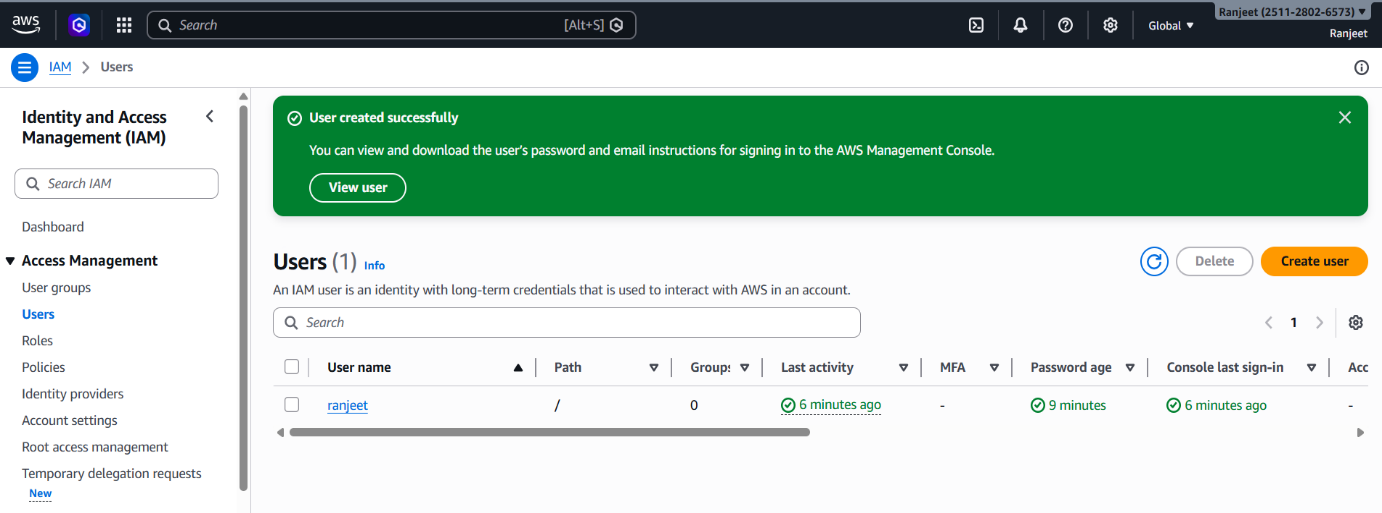 aws
Search
[Alt+S]
Global
Ranjeet (2511-2802-6573)
Ranjeet
IAM
Users
Identity and Access
Management (IAM)
Search IAM
Dashboard
Access Management
User groups
Users
Roles
Policies
Identity providers
Account settings
Root access management
Temporary delegation requests
New
User created successfully
You can view and download the user's password and email instructions for signing in to the AWS Management Console.
View user
Users (1) Info
Delete
Create user
An IAM user is an identity with long-term credentials that is used to interact with AWS in an account.
Search
1
User name Path Groups Last activity MFA Password age Console last sign-in Acc
ranjeet / 0 6 minutes ago - 9 minutes 6 minutes ago -